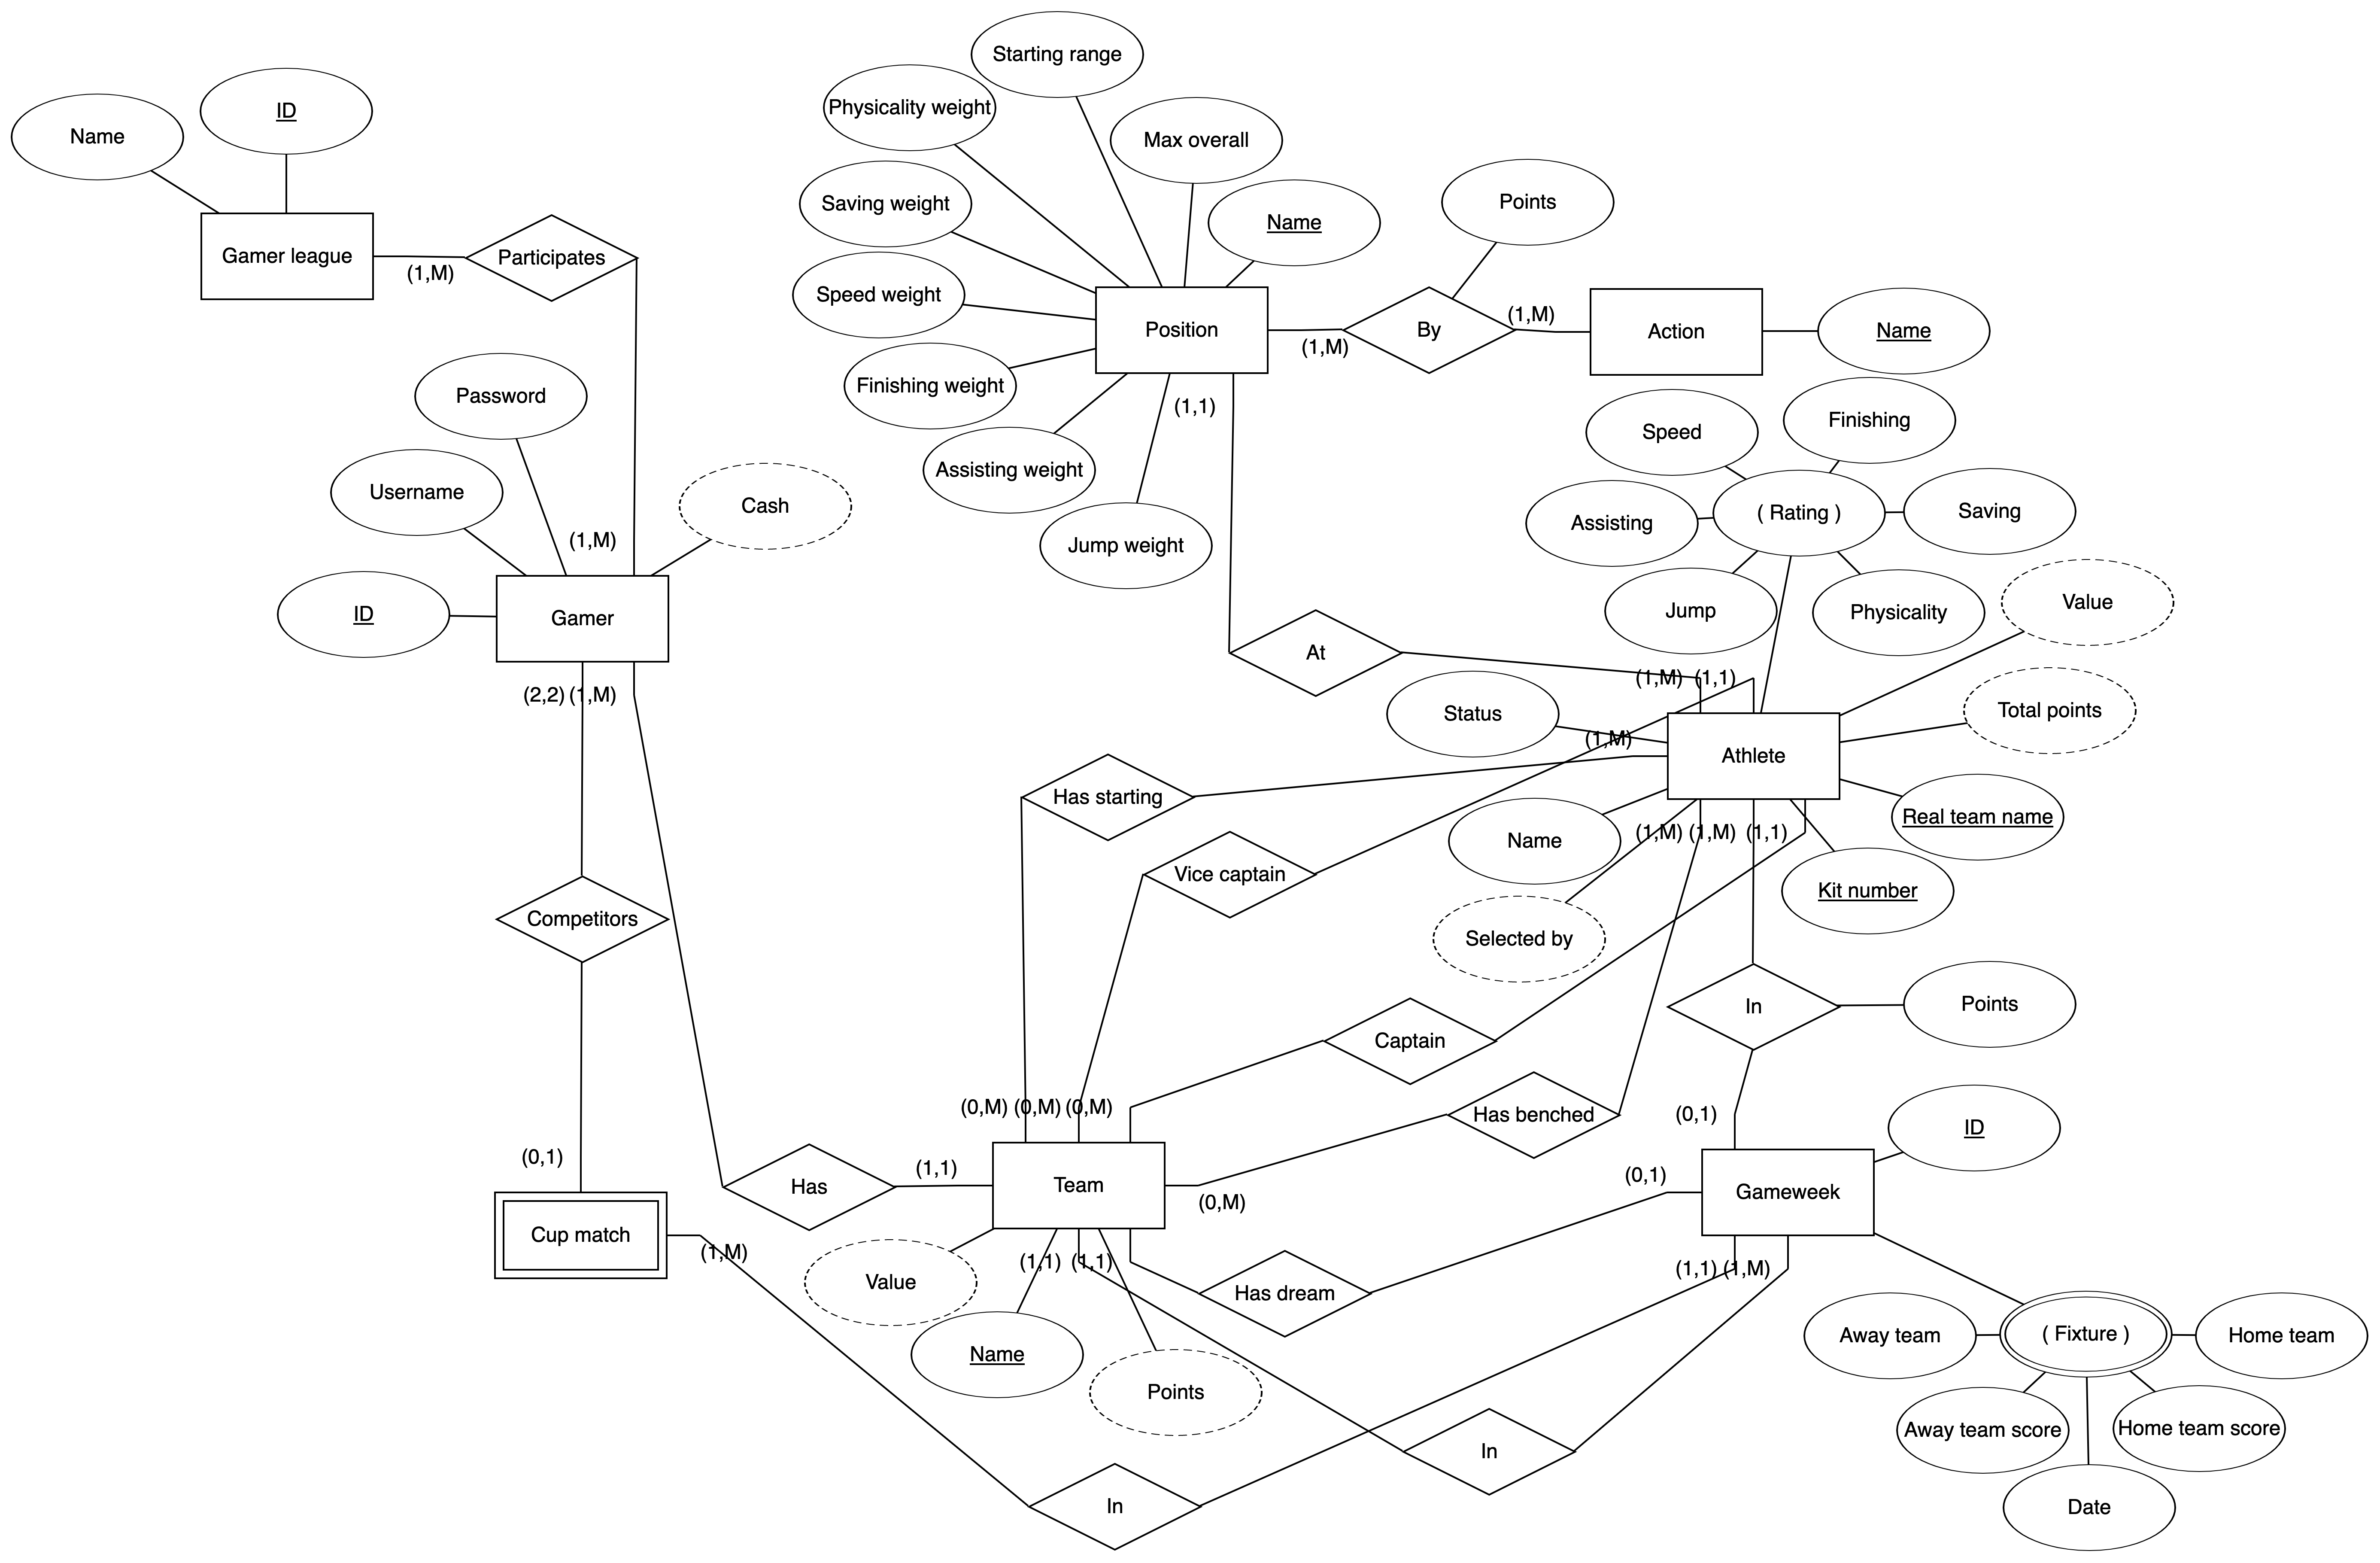 Starting range
Physicality weight
ID
Name
Max overall
Saving weight
Points
Name
Gamer league
Participates
(1,M)
Speed weight
Position
By
(1,M)
(1,M)
Action
Name
Finishing weight
Password
(1,1)
Speed
Finishing
Assisting weight
Username
Cash
( Rating )
Saving
Assisting
(1,M)
Jump weight
ID
Gamer
Jump
Physicality
Value
At
(2,2)
(1,M)
(1,M)
(1,1)
Status
Total points
(1,M)
Athlete
Has starting
Real team name
Name
(1,M)
(1,M)
(1,1)
Vice captain
Kit number
Competitors
Selected by
In
Points
Captain
(0,M)
(0,M)
(0,M)
Has benched
(0,1)
ID
(0,1)
(1,1)
(0,1)
Has
Team
(0,M)
Gameweek
Cup match
(1,M)
(1,1)
(1,1)
(1,1)
(1,M)
Value
Has dream
Away team
( Fixture )
Home team
Name
Points
Away team score
Home team score
In
In
Date